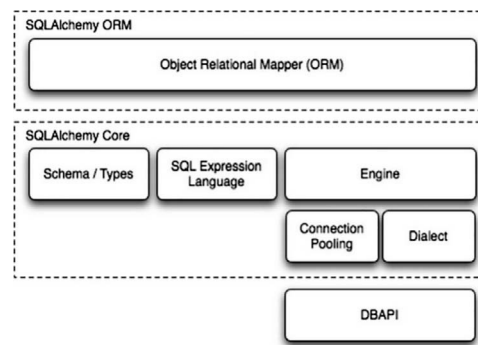 SQLAlchemy ORM
Object Relational Mapper (ORM)
SQLAlchemy Core
Schema / Types
SQL Expression
Language
Engine
Connection
Pooling
Dialect
DBAPI